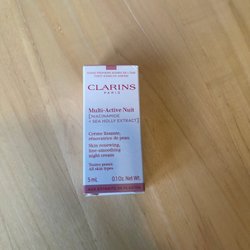 CLARINS
PARIS
Multi-Active Nuit
[NIACINAMIDE
+ SEA HOLLY EXTRACT]
Crème lissante,
rénovatrice de peau
Skin renewing,
line-smoothing
night cream
Toutes peaux
All skin types
5 mL 0.1 Oz. Net Wt.